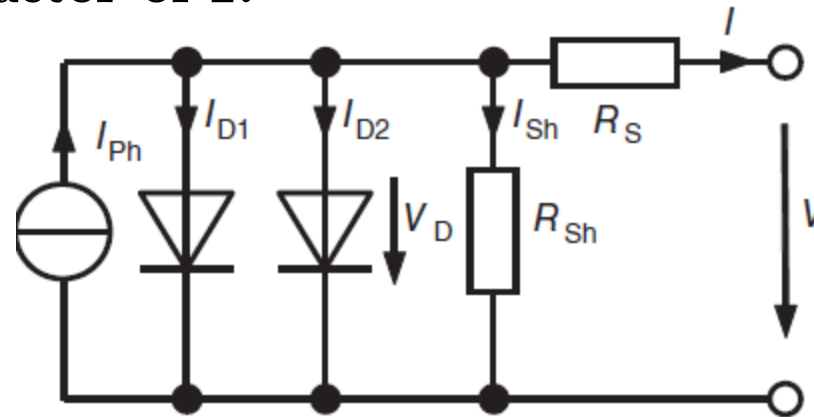 I
I_Ph
I_D1
I_D2
I_Sh
R_S
V_D
R_Sh
V